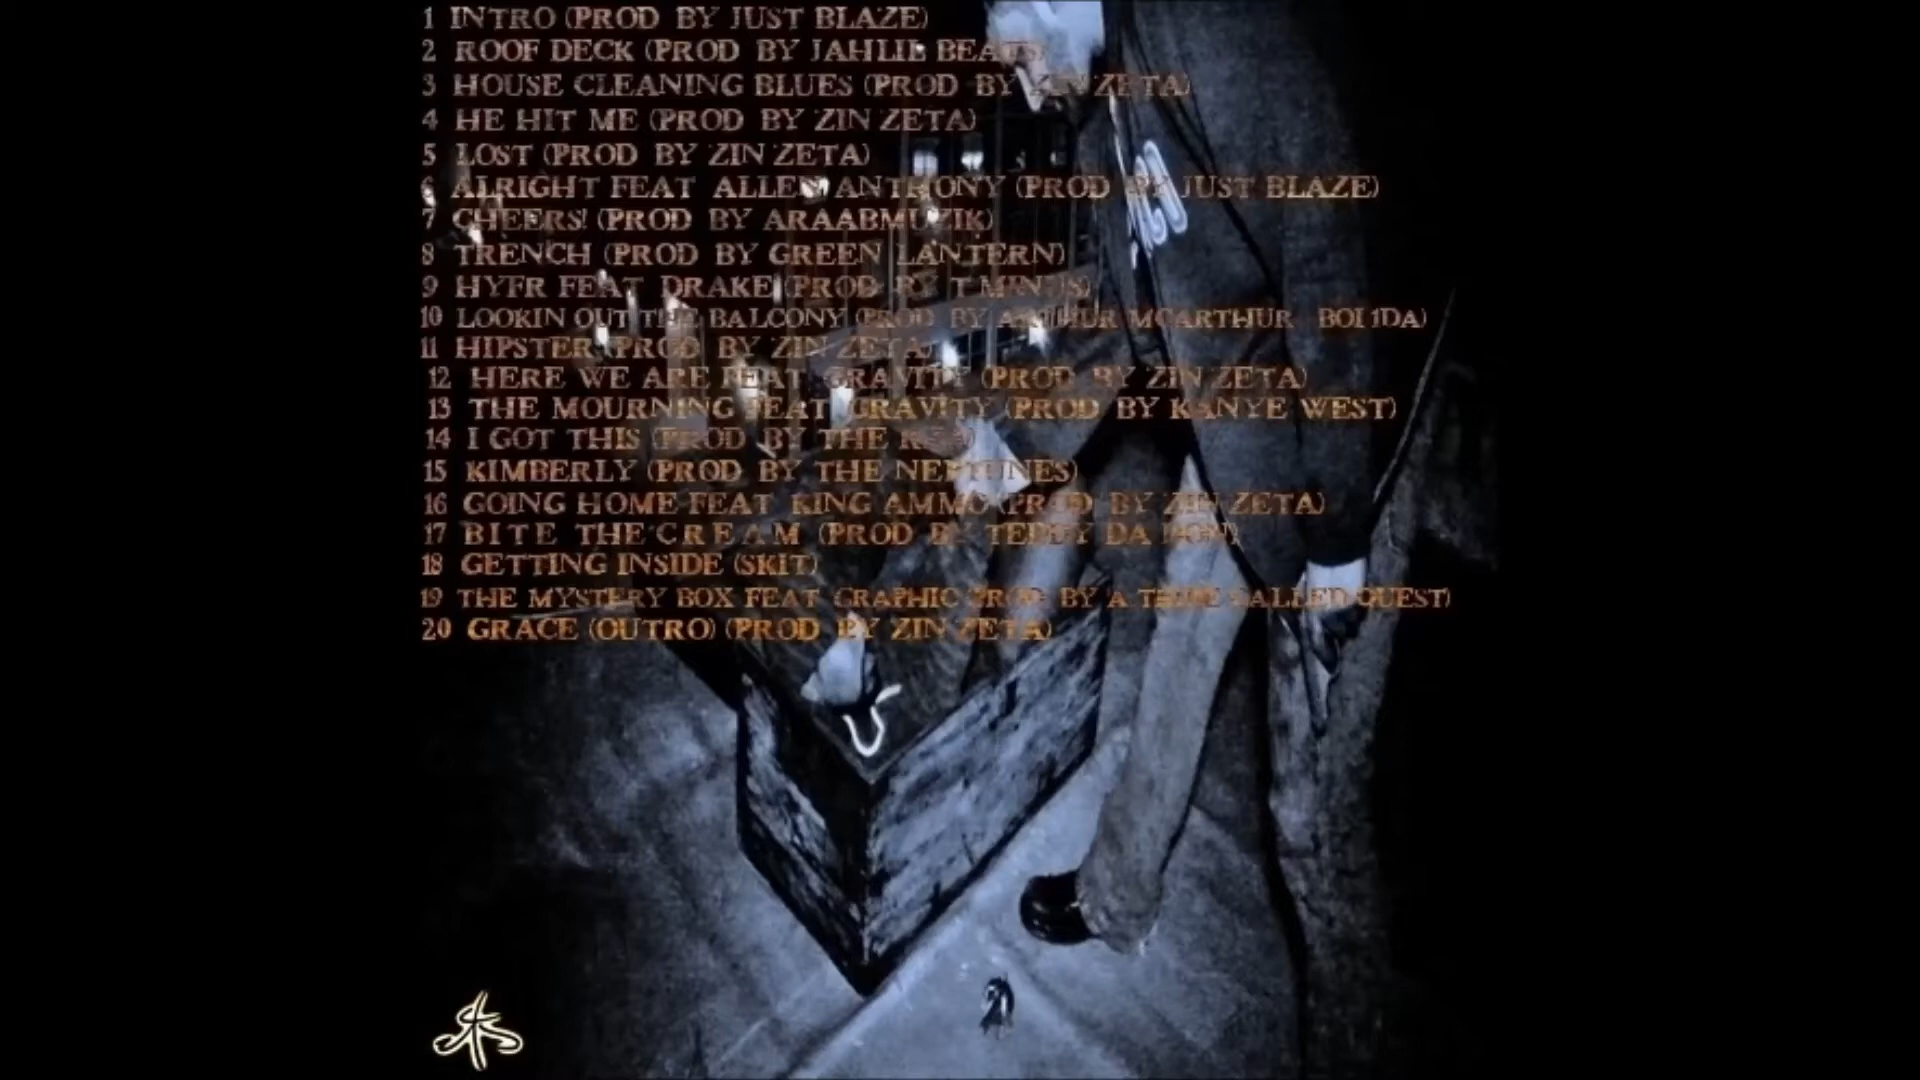 1 INTRO (PROD BY JUST BLAZE)
2 ROOF DECK (PROD BY JAHLIL BEATS)
3 HOUSE CLEANING BLUES (PROD BY ZIN ZETA)
4 HE HIT ME (PROD BY ZIN ZETA)
5 LOST (PROD BY ZIN ZETA)
6 ALRIGHT FEAT ALLEN ANTHONY (PROD BY JUST BLAZE)
7 CHEERS! (PROD BY ARAABMUZIK)
8 TRENCH (PROD BY GREEN LANTERN)
9 HYFR FEAT DRAKE (PROD BY T MINUS)
10 LOOKIN OUT THE BALCONY (PROD BY ARTHUR MCARTHUR BOI 1DA)
11 HIPSTER (PROD BY ZIN ZETA)
12 HERE WE ARE FEAT GRAVITY (PROD BY ZIN ZETA)
13 THE MOURNING FEAT GRAVITY (PROD BY KANYE WEST)
14 I GOT THIS (PROD BY THE
15 KIMBERLY (PROD BY THE NEPTUNES)
16 GOING HOME FEAT KING AMMO (PROD BY ZIN ZETA)
17 BITE THE C R E A M (PROD BY TEDDY DA DON)
18 GETTING INSIDE (SKIT)
19 THE MYSTERY BOX FEAT GRAPHIC PROD BY A TRIBE CALLED QUEST)
20 GRACE (OUTRO) (PROD BY ZIN ZETA)